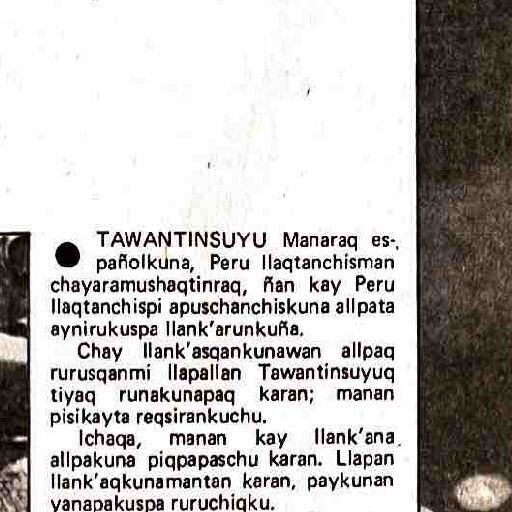 ● TAWANTINSUYU Manaraq es-
pañolkuna, Peru llaqtanchisman
chayaramushaqtinraq, ñan kay Peru
llaqtanchispi apuschanchiskuna allpata
aynirukuspa llank'arunkuña.
Chay llank'asqankunawan allpaq
rurusqanmi llapallan Tawantinsuyuq
tiyaq runakunapaq karan; manan
pisikayta reqsirankuchu.
Ichaqa, manan kay llank'ana
allpakuna piqpapaschu karan. Llapan
llank'aqkunamantan karan, paykunan
yanapakuspa ruruchiqku.